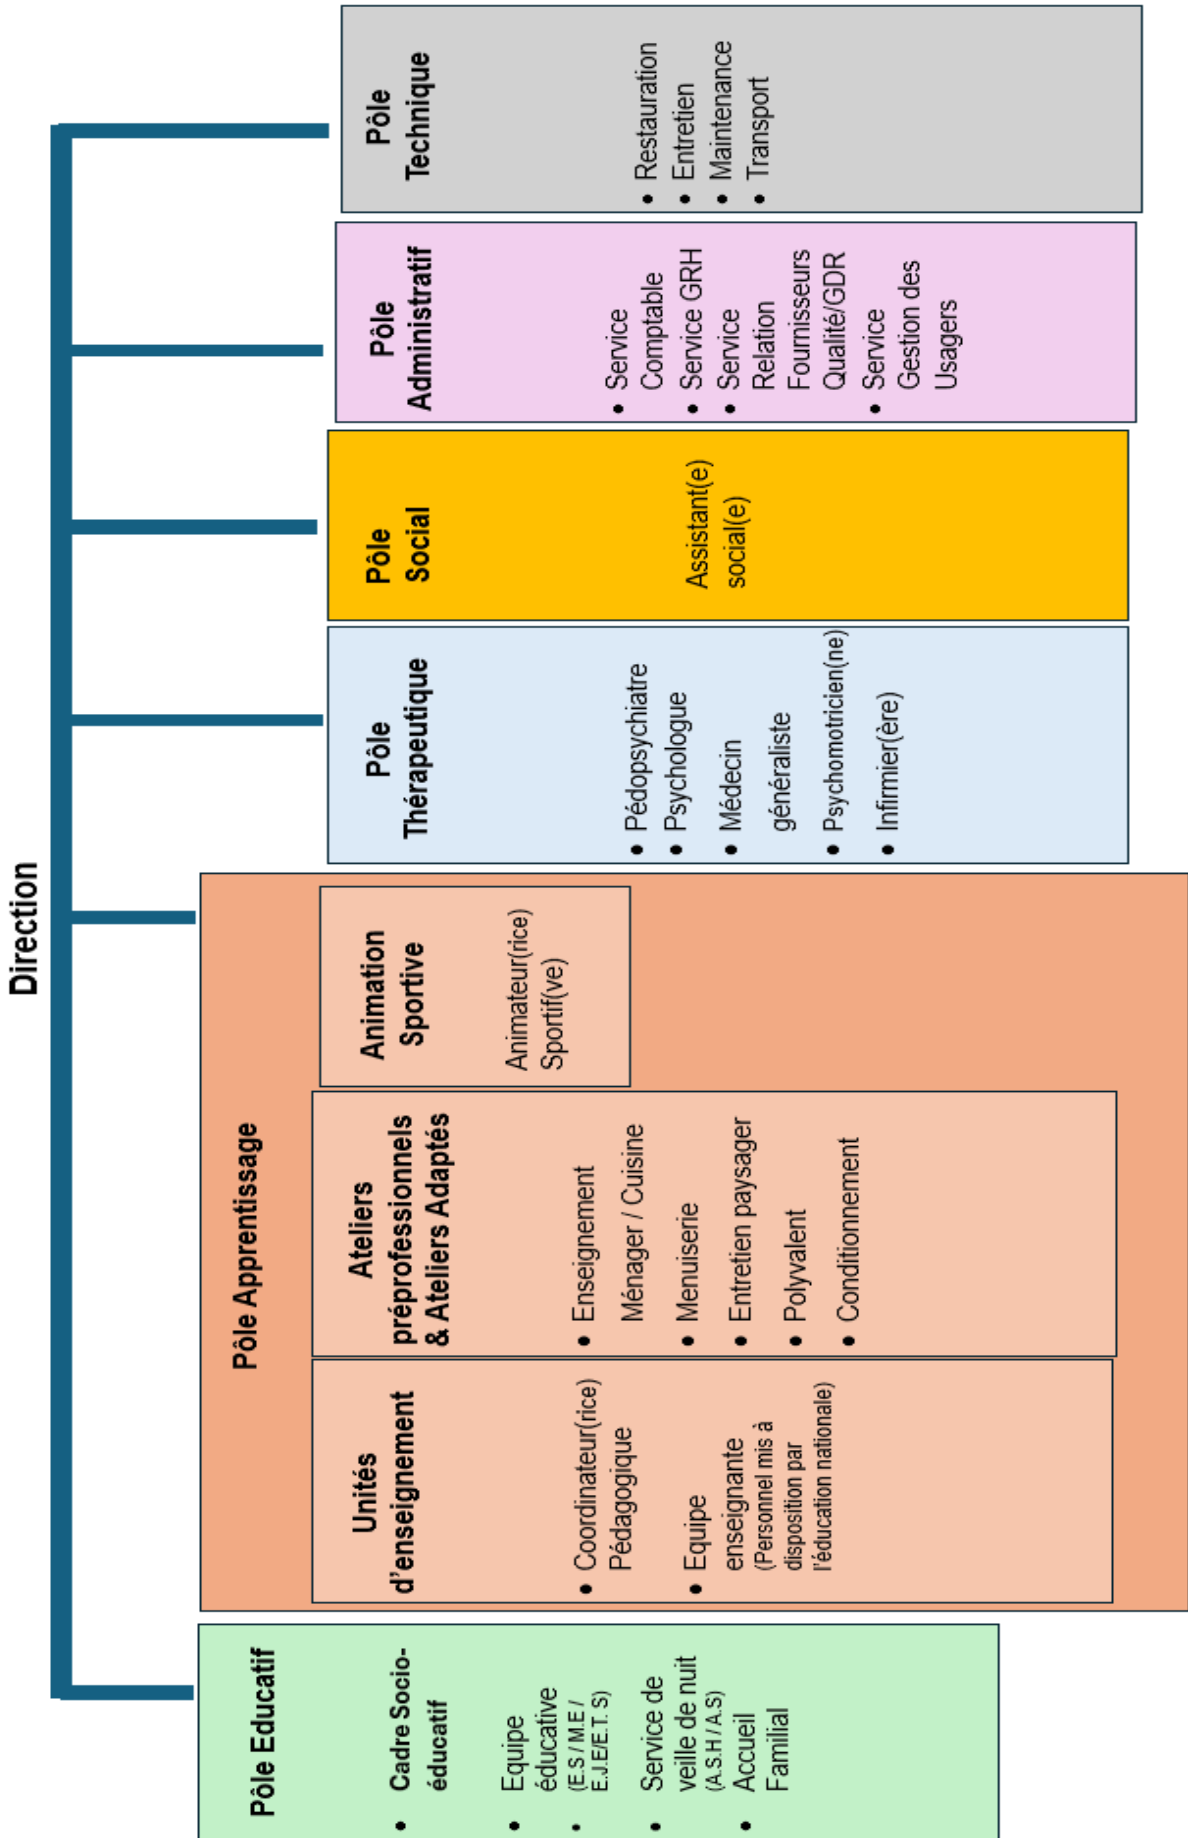 Direction
Pôle Educatif
• Cadre Socio-
éducatif
• Equipe
éducative
• (E.S / M.E /
E.J.E/E.T. S)
• Service de
veille de nuit
(A.S.H / A.S)
• Accueil
Familial
Pôle Apprentissage
Unités
d'enseignement
• Coordinateur(rice)
Pédagogique
• Equipe
enseignante
(Personnel mis à
disposition par
l'éducation nationale)
Ateliers
préprofessionnels
& Ateliers Adaptés
• Enseignement
Ménager / Cuisine
• Menuiserie
• Entretien paysager
• Polyvalent
• Conditionnement
Animation
Sportive
Animateur(rice)
Sportif(ve)
Pôle
Thérapeutique
• Pédopsychiatre
• Psychologue
• Médecin
généraliste
• Psychomotricien(ne)
• Infirmier(ère)
Pôle
Social
Assistant(e)
social(e)
Pôle
Administratif
• Service
Comptable
• Service GRH
• Service
Relation
Fournisseurs
Qualité/GDR
• Service
Gestion des
Usagers
Pôle
Technique
• Restauration
• Entretien
• Maintenance
• Transport